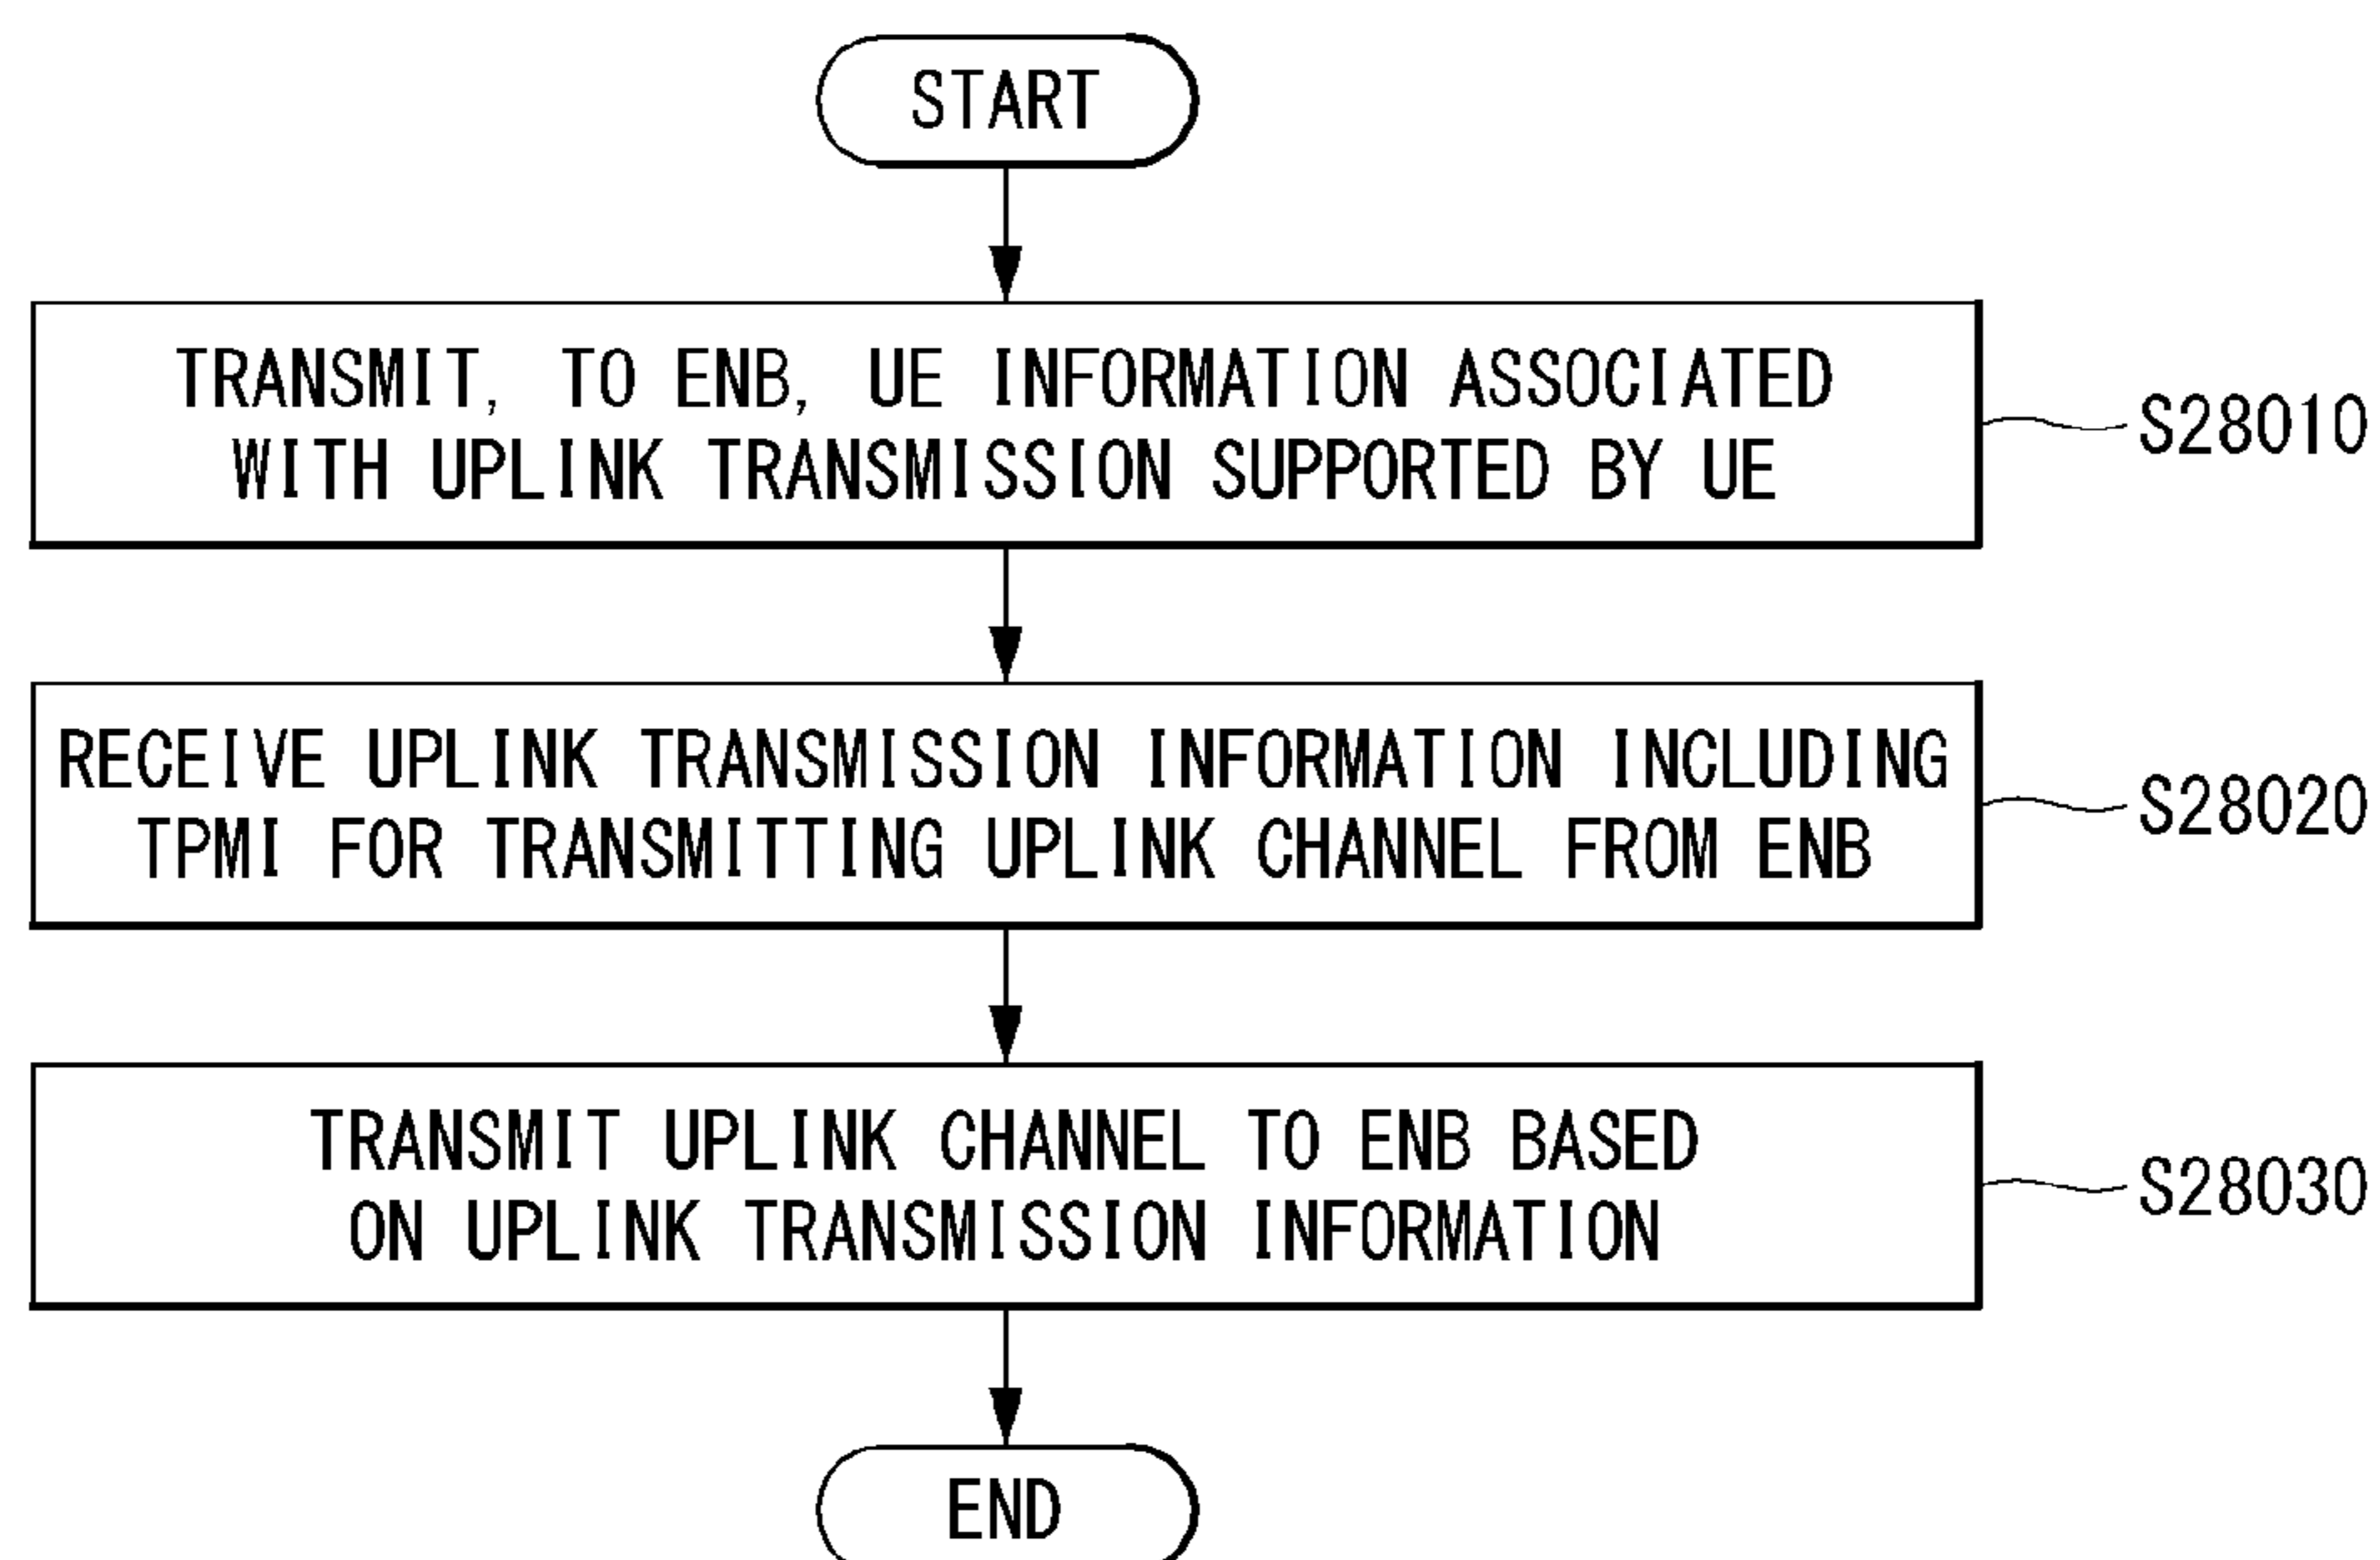 START
TRANSMIT, TO ENB, UE INFORMATION ASSOCIATED
WITH UPLINK TRANSMISSION SUPPORTED BY UE
S28010
RECEIVE UPLINK TRANSMISSION INFORMATION INCLUDING
TPMI FOR TRANSMITTING UPLINK CHANNEL FROM ENB
S28020
TRANSMIT UPLINK CHANNEL TO ENB BASED
ON UPLINK TRANSMISSION INFORMATION
S28030
END